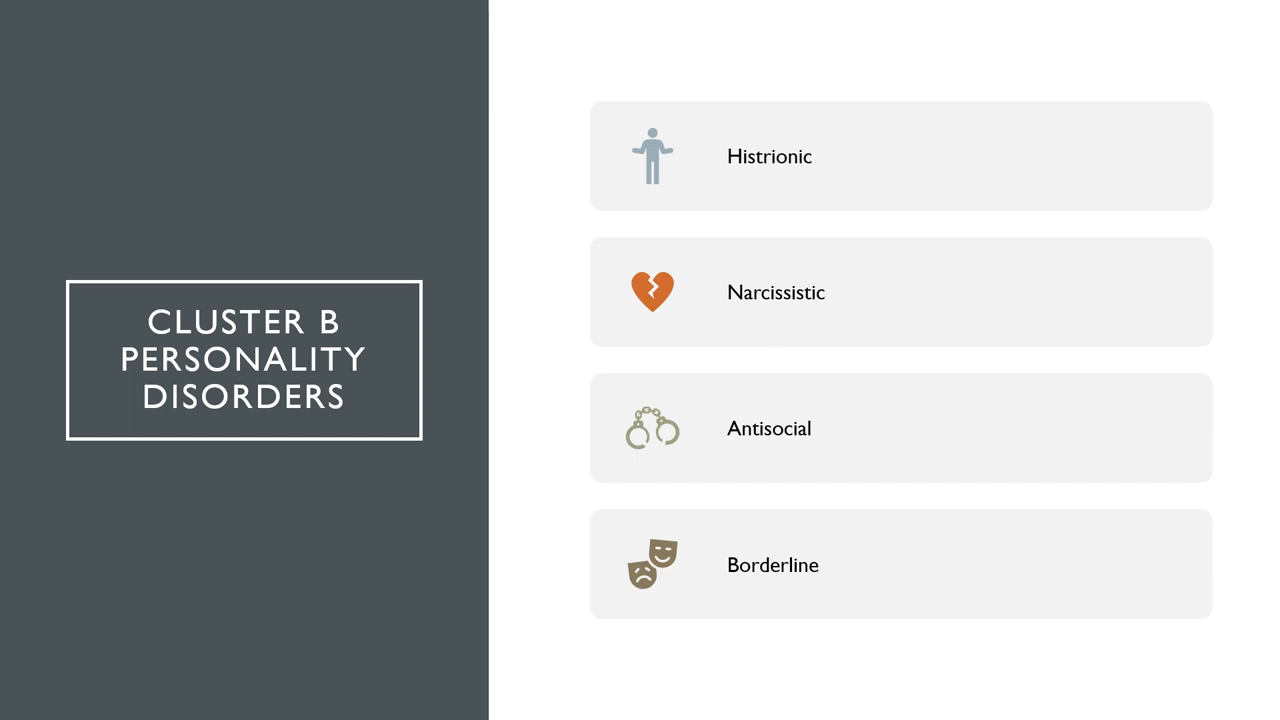 CLUSTER B
PERSONALITY
DISORDERS
Histrionic
Narcissistic
Antisocial
Borderline